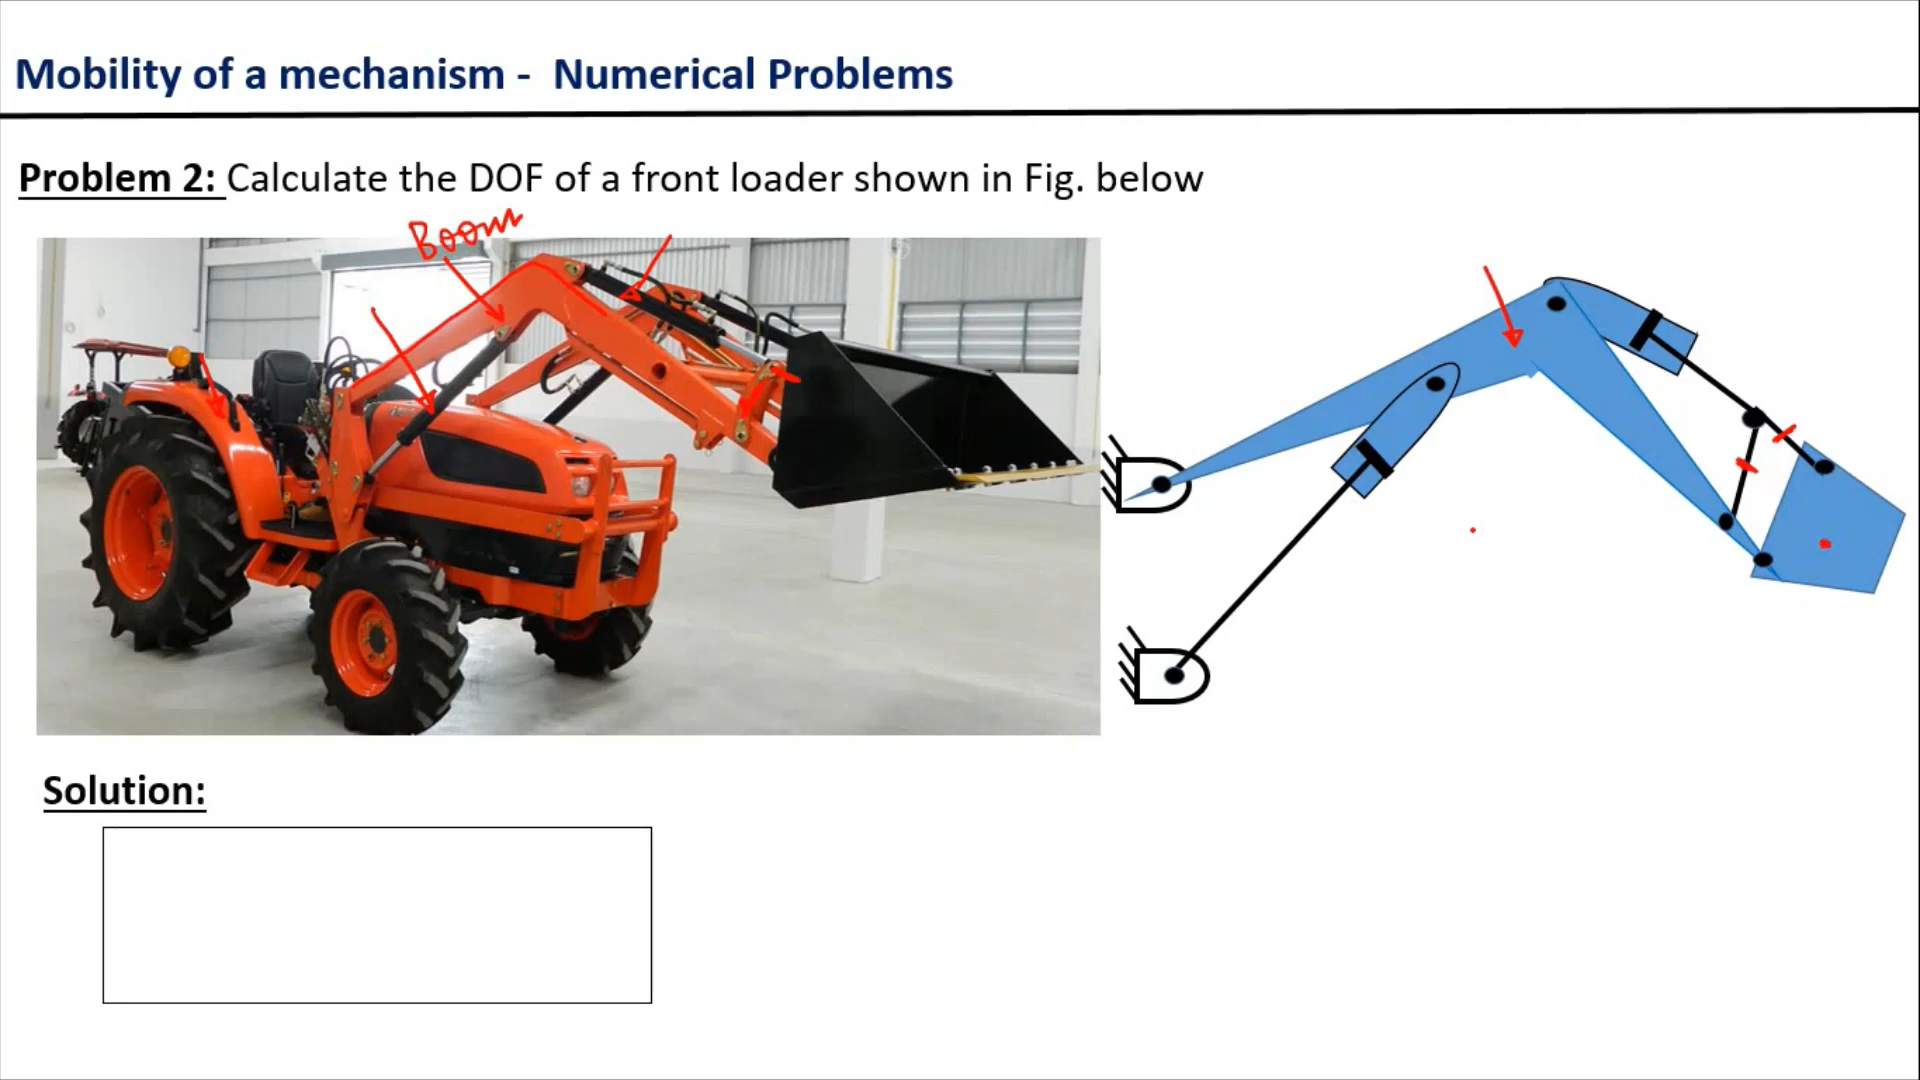 Mobility of a mechanism - Numerical Problems
Problem 2: Calculate the DOF of a front loader shown in Fig. below
Boom
Solution: